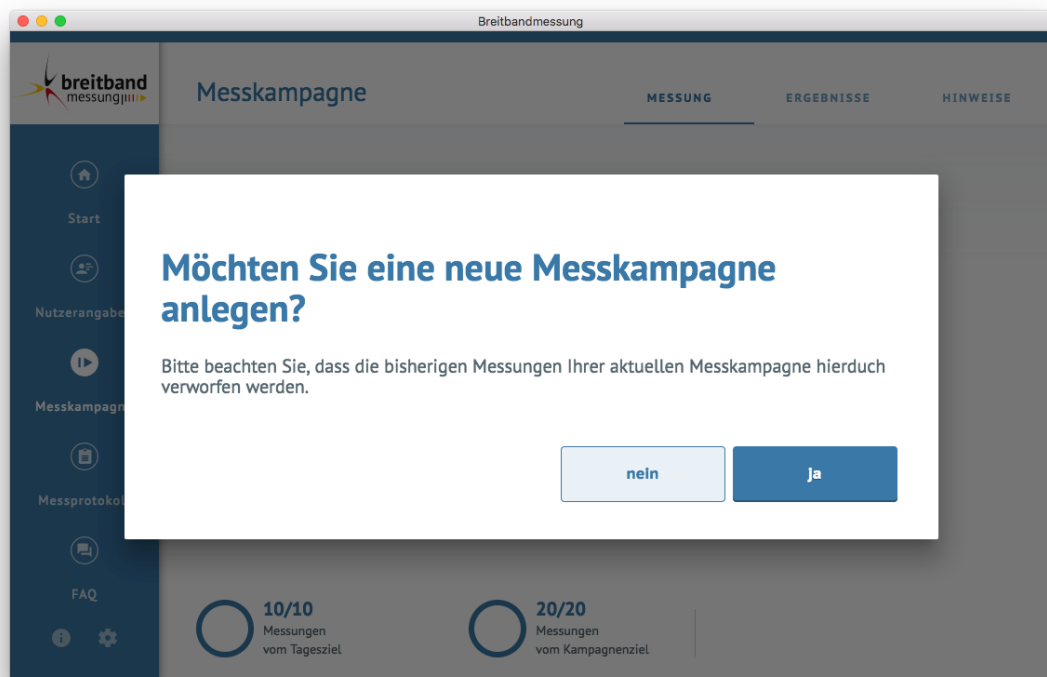 Breitbandmessung
breitband
messung
Messkampagne
MESSUNG
ERGEBNISSE
HINWEISE
Start
Nutzerangabe
Messkampagn
Messprotokol
FAQ
Möchten Sie eine neue Messkampagne
anlegen?
Bitte beachten Sie, dass die bisherigen Messungen Ihrer aktuellen Messkampagne hierduch
verworfen werden.
nein
ja
10/10
Messungen
vom Tagesziel
20/20
Messungen
vom Kampagnenziel